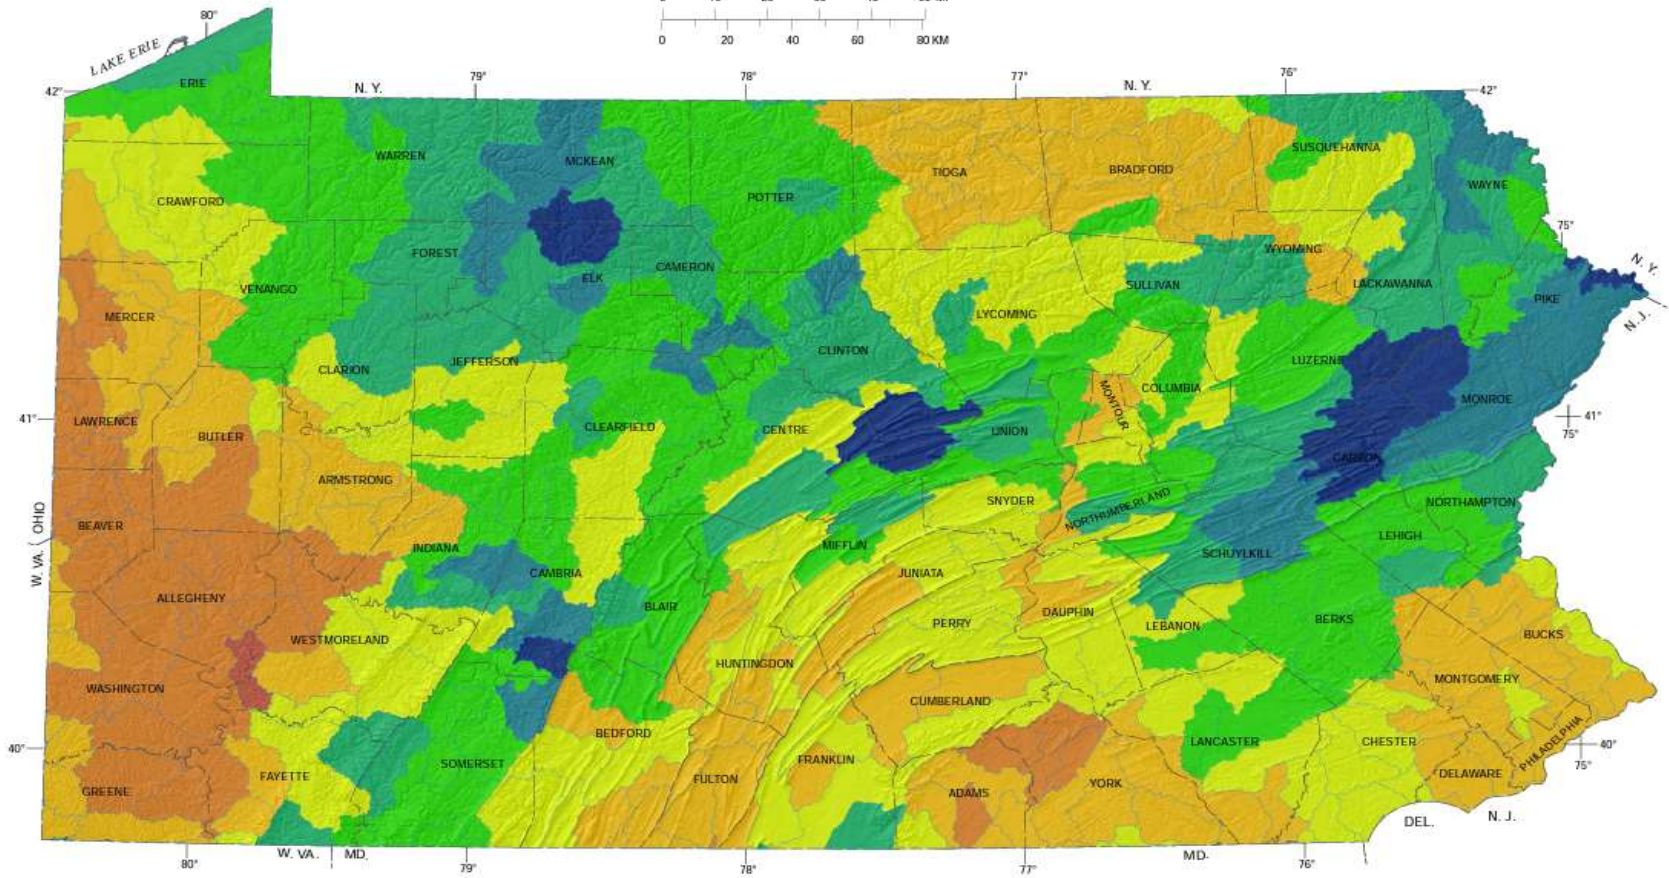 0 20 40 60 80 KM
80°
LAKE ERIE
ERIE
42°
N. Y.
79°
78°
77°
N. Y.
76°
42°
WARREN
MCKEAN
POTTER
TIOGA
BRADFORD
SUSQUEHANNA
WAYNE
CRAWFORD
FOREST
ELK
CAMERON
SULLIVAN
WYOMING
LACKAWANNA
75°
N. Y.
PIKE
N. J.
VENANGO
MERCER
LYCOMING
CLARION
JEFFERSON
CLINTON
LUZERNE
MONROE
41°
LAWRENCE
BUTLER
CLEARFIELD
CENTRE
UNION
MONTOUR
COLUMBIA
CARBON
41°
75°
ARMSTRONG
SNYDER
NORTHUMBERLAND
NORTHAMPTON
BEAVER
OHIO
W. VA.
INDIANA
CAMBRIA
MIFFLIN
JUNIATA
SCHUYLKILL
LEHIGH
ALLEGHENY
BLAIR
DAUPHIN
WESTMORELAND
PERRY
LEBANON
BERKS
BUCKS
HUNTINGDON
WASHINGTON
CUMBERLAND
MONTGOMERY
40°
BEDFORD
LANCASTER
CHESTER
PHILADELPHIA
40°
75°
GREENE
FAYETTE
SOMERSET
FULTON
FRANKLIN
ADAMS
YORK
DELAWARE
DEL.
N. J.
80°
W. VA.
MD.
79°
78°
77°
MD.
76°